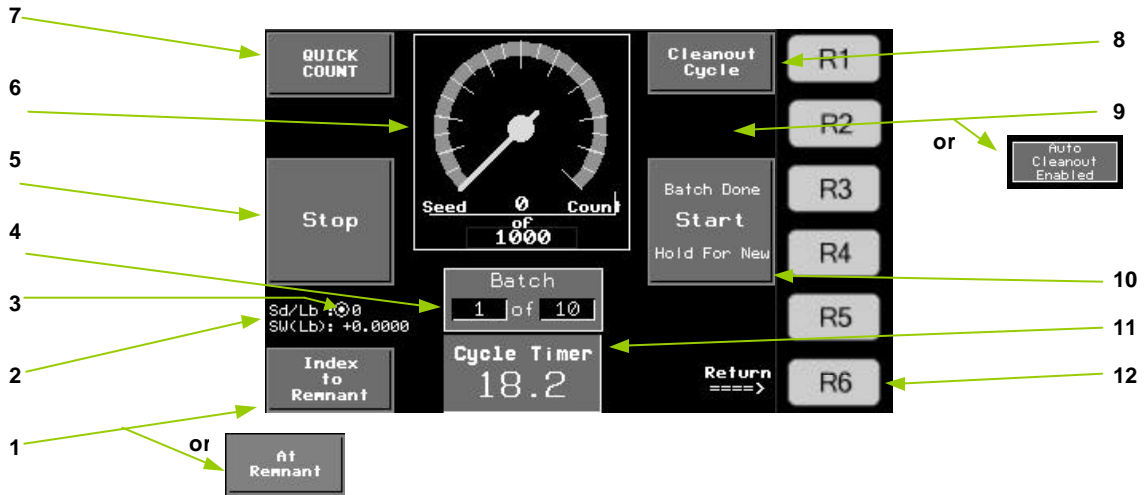 7
QUICK
COUNT
Cleanout
Cycle
R1
8
6
R2
9
or
Auto
Cleanout
Enabled
5
Stop
Seed 0 Count
of
1000
Batch Done
Start
Hold For New
R3
4
R4
10
3
Batch
1 of 10
Sd/Lb : 0
SW(Lb): +0.0000
R5
11
2
Index
to
Remnant
Cycle Timer
18.2
Return
====>
R6
12
1
or
At
Remnant